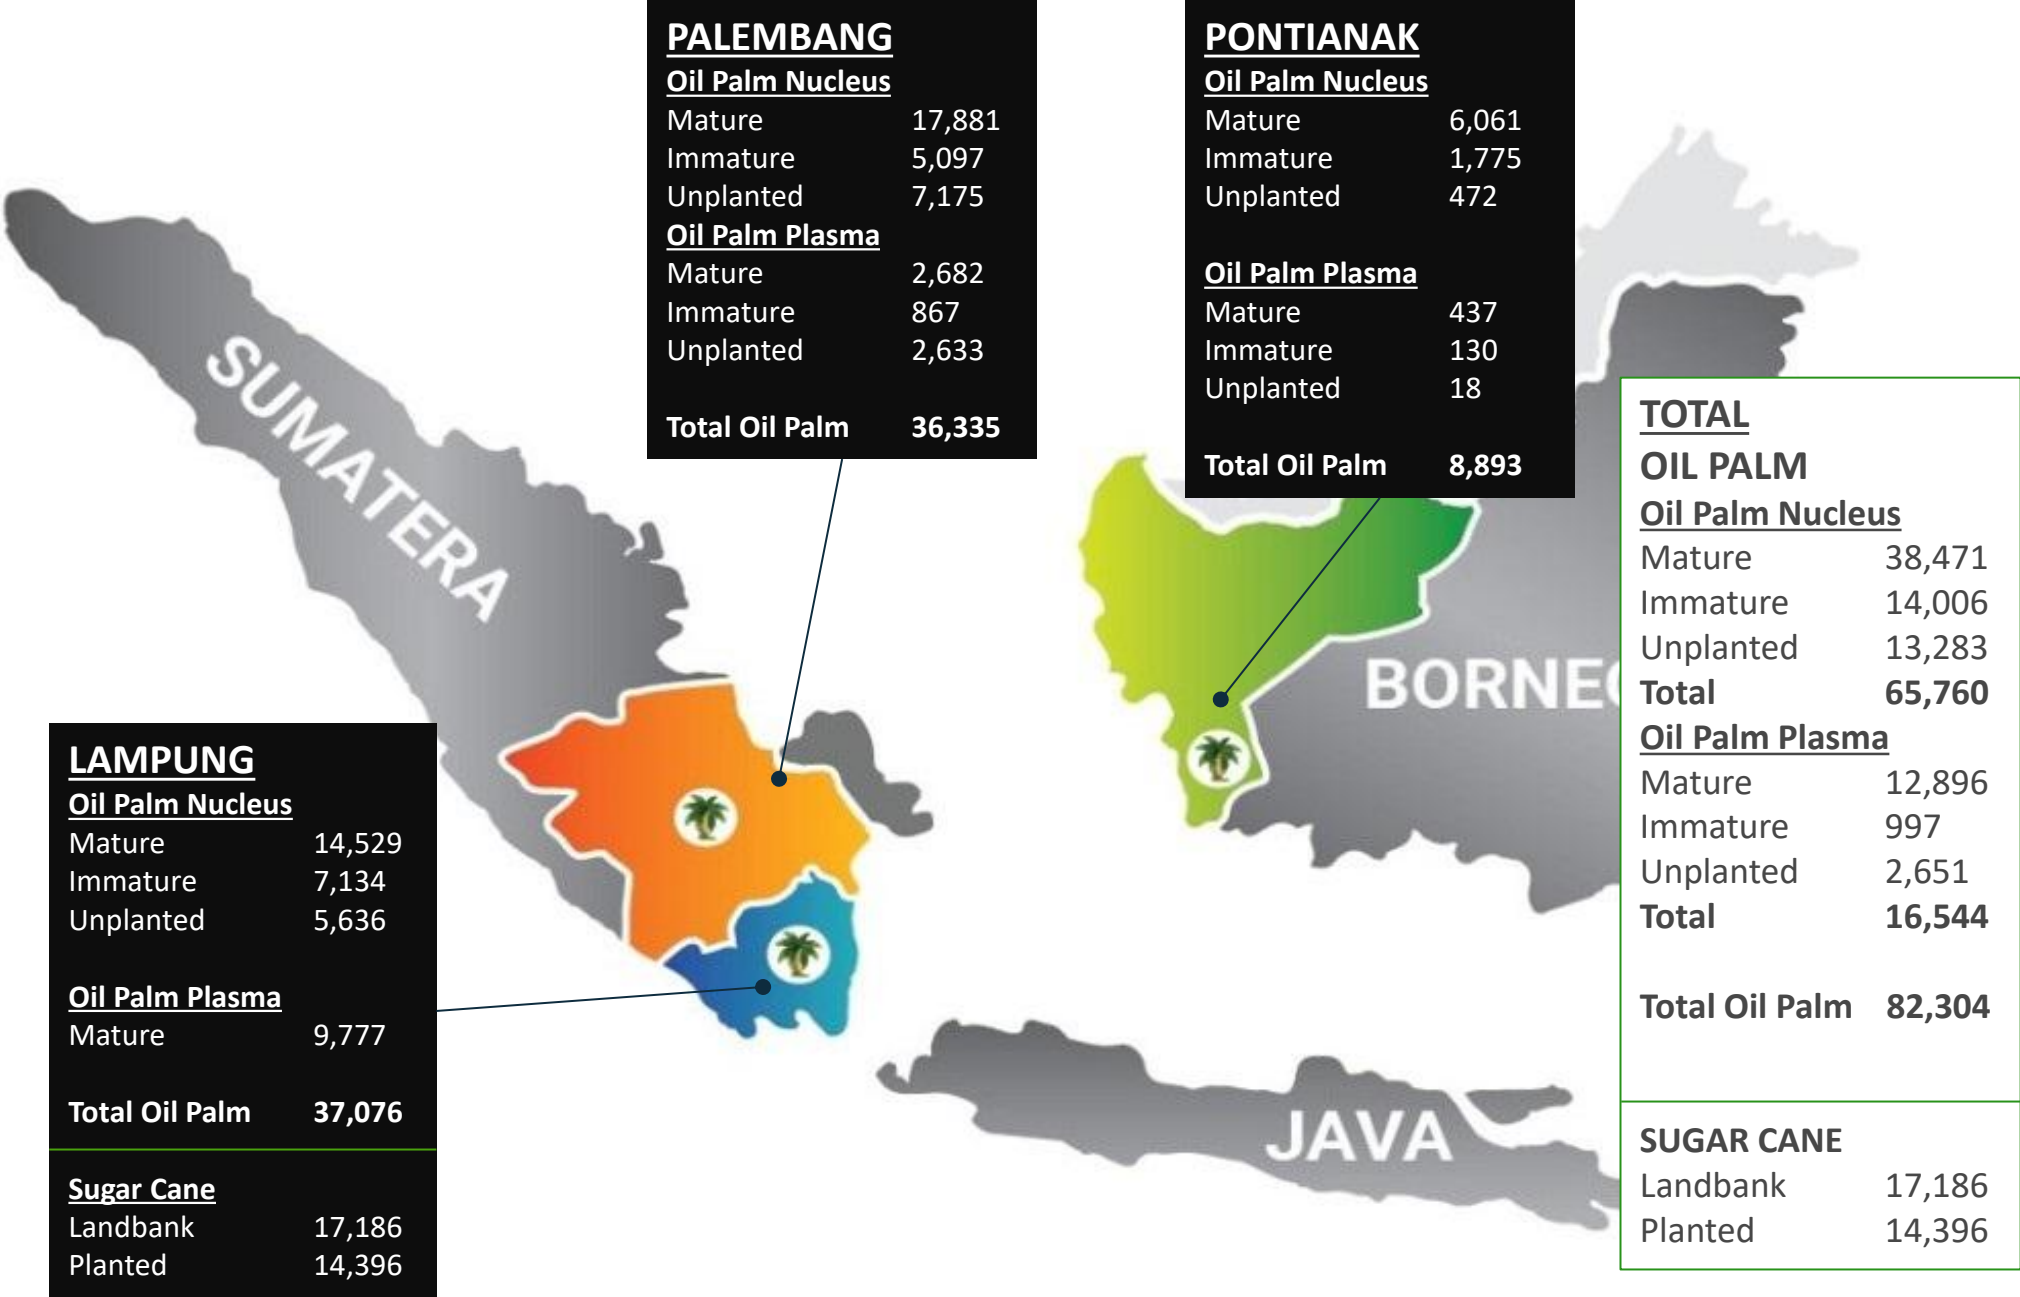 PALEMBANG
Oil Palm Nucleus
Mature 17,881
Immature 5,097
Unplanted 7,175
Oil Palm Plasma
Mature 2,682
Immature 867
Unplanted 2,633
Total Oil Palm 36,335
PONTIANAK
Oil Palm Nucleus
Mature 6,061
Immature 1,775
Unplanted 472
Oil Palm Plasma
Mature 437
Immature 130
Unplanted 18
Total Oil Palm 8,893
SUMATERA
BORNEO
LAMPUNG
Oil Palm Nucleus
Mature 14,529
Immature 7,134
Unplanted 5,636
Oil Palm Plasma
Mature 9,777
Total Oil Palm 37,076
Sugar Cane
Landbank 17,186
Planted 14,396
JAVA
TOTAL
OIL PALM
Oil Palm Nucleus
Mature 38,471
Immature 14,006
Unplanted 13,283
Total 65,760
Oil Palm Plasma
Mature 12,896
Immature 997
Unplanted 2,651
Total 16,544
Total Oil Palm 82,304
SUGAR CANE
Landbank 17,186
Planted 14,396